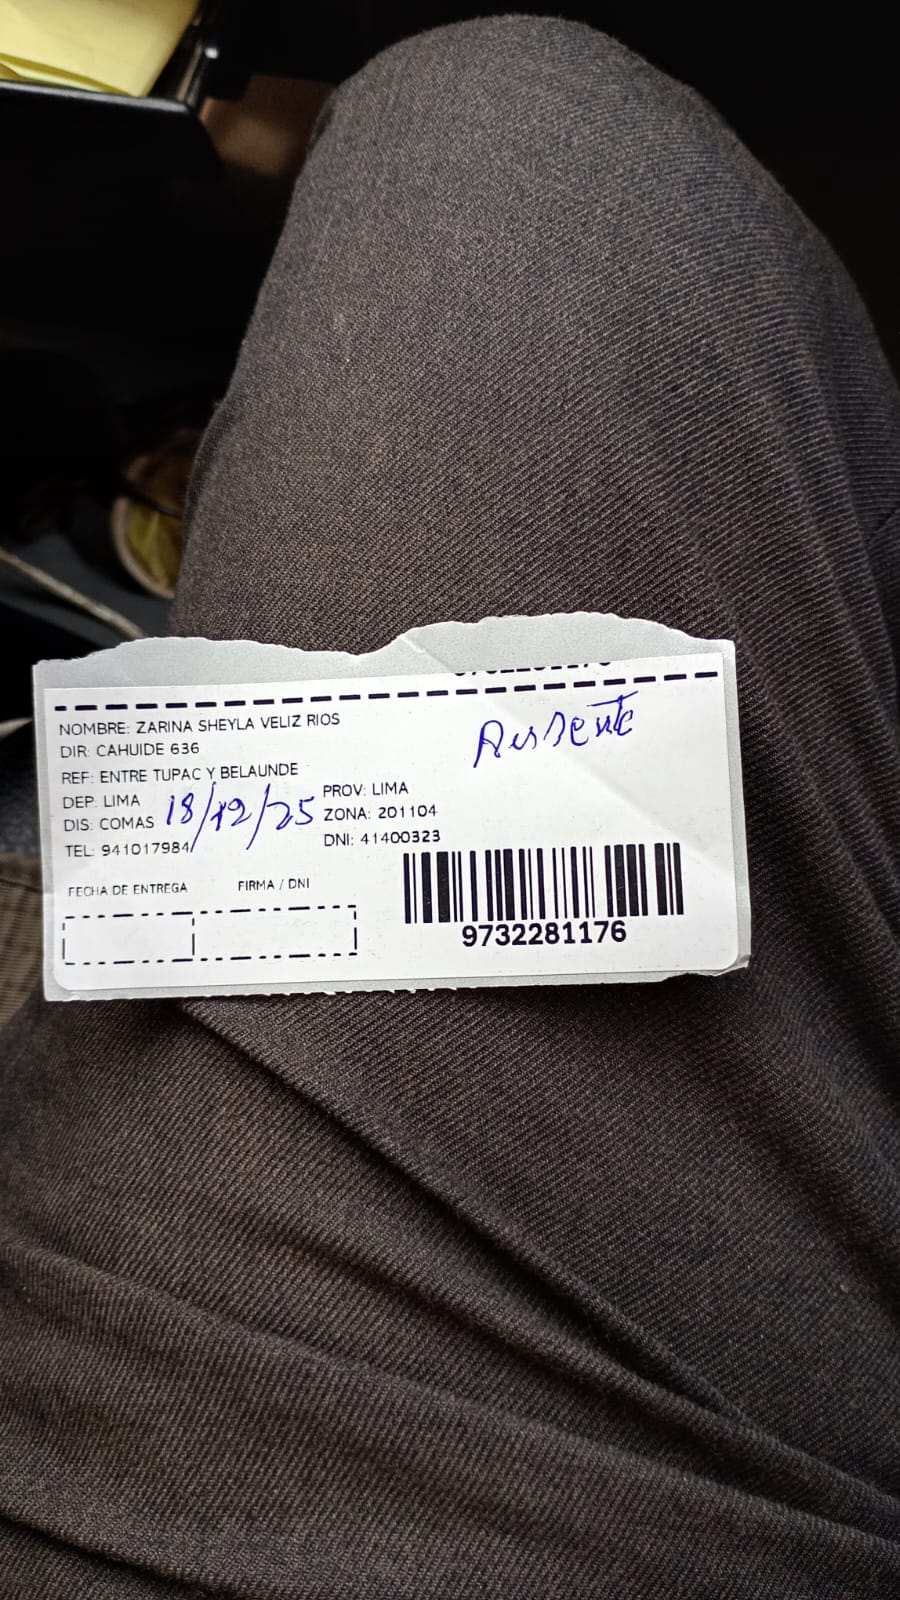 NOMBRE: ZARINA SHEYLA VELIZ RIOS
Ausente
DIR: CAHUIDE 636
REF: ENTRE TUPAC Y BELAUNDE
DEP: LIMA
PROV: LIMA
18/12/25
DIS: COMAS
ZONA: 201104
TEL: 941017984
DNI: 41400323
FECHA DE ENTREGA
FIRMA / DNI
9732281176